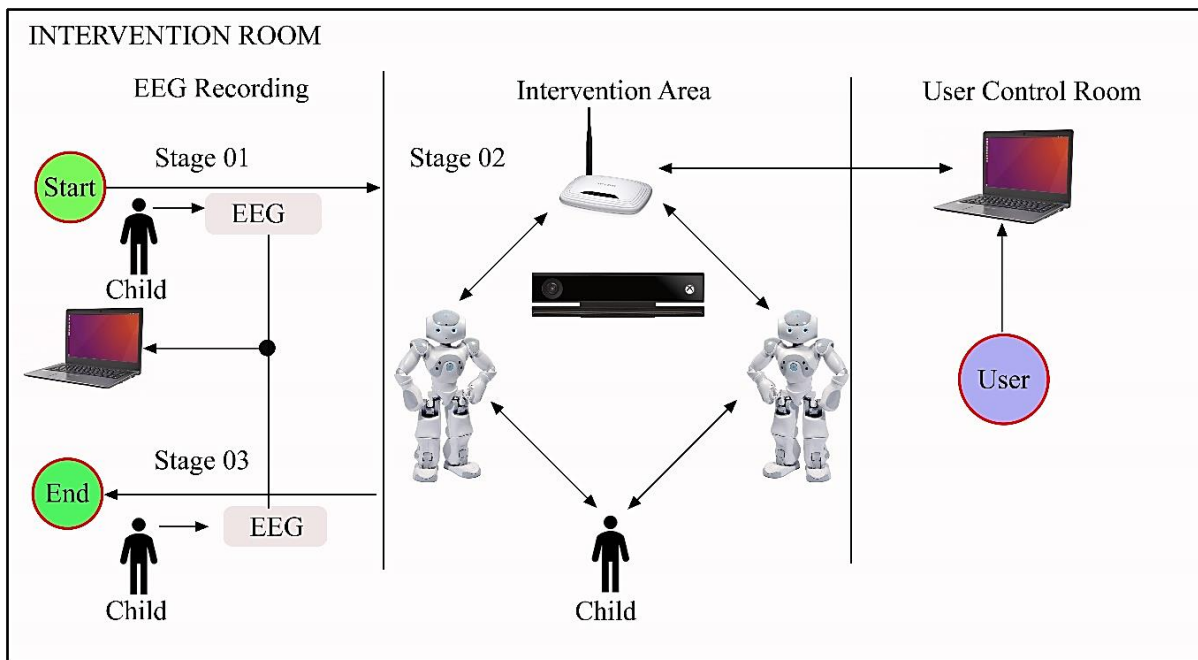 INTERVENTION ROOM
EEG Recording
Intervention Area
User Control Room
Stage 01
Stage 02
Start
EEG
Child
User
Stage 03
End
EEG
Child
Child